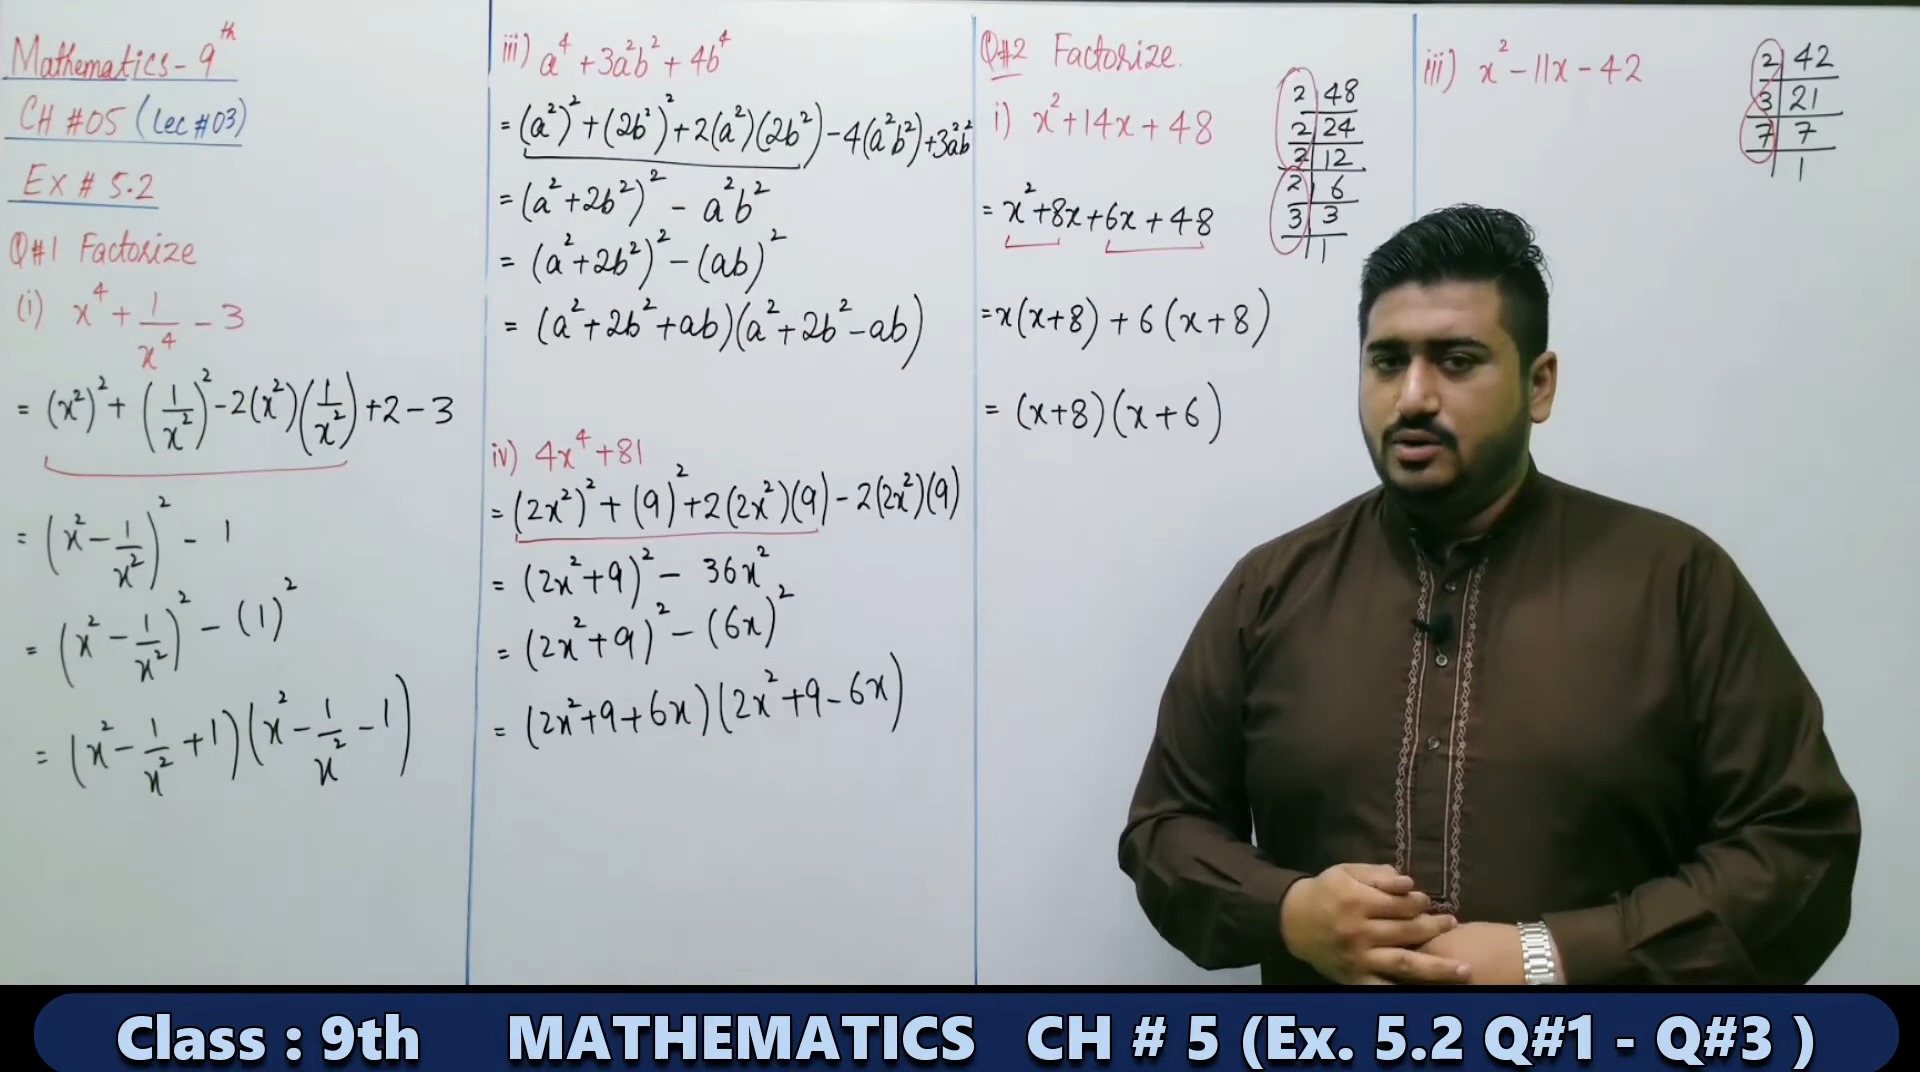 Mathematics - 9th
CH #05 (Lec #03)
Ex # 5.2
Q#1 Factorize
(i) x⁴ + 1/x⁴ - 3
= (x²)² + (1/x²)² - 2(x²)(1/x²) + 2 - 3
= (x² - 1/x²)² - 1
= (x² - 1/x²)² - (1)²
= (x² - 1/x² + 1)(x² - 1/x² - 1)
iii) a⁴ + 3a²b² + 4b⁴
= (a²)² + (2b²)² + 2(a²)(2b²) - 4(a²b²) + 3a²b²
= (a² + 2b²)² - a²b²
= (a² + 2b²)² - (ab)²
= (a² + 2b² + ab)(a² + 2b² - ab)
iv) 4x⁴ + 81
= (2x²)² + (9)² + 2(2x²)(9) - 2(2x²)(9)
= (2x² + 9)² - 36x²
= (2x² + 9)² - (6x)²
= (2x² + 9 + 6x)(2x² + 9 - 6x)
Q#2 Factorize.
i) x² + 14x + 48
= x² + 8x + 6x + 48
= x(x+8) + 6(x+8)
= (x+8)(x+6)
2 48
2 24
2 12
2 6
3 3
1
iii) x² - 11x - 42
2 42
3 21
7 7
1
Class : 9th MATHEMATICS CH # 5 (Ex. 5.2 Q#1 - Q#3 )